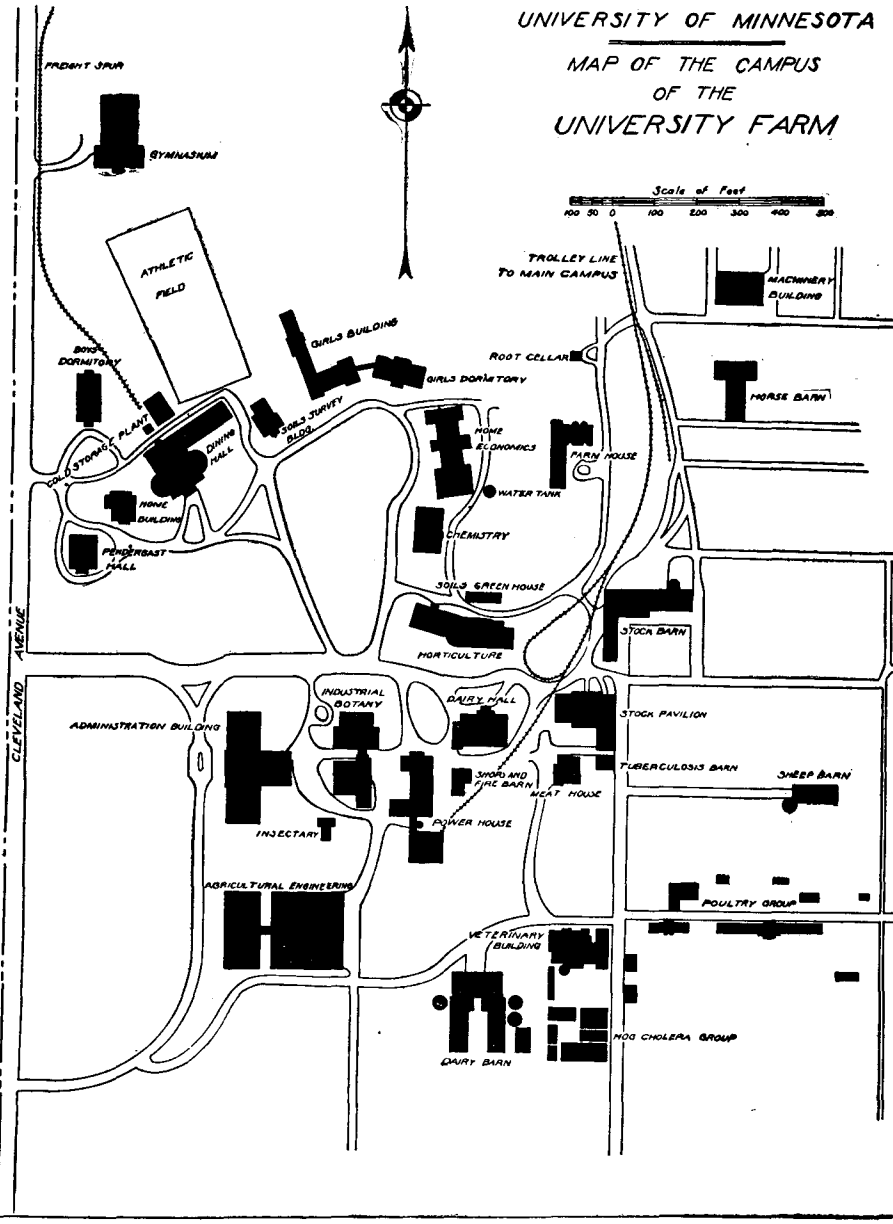 UNIVERSITY OF MINNESOTA
MAP OF THE CAMPUS
OF THE
UNIVERSITY FARM
Scale of Feet
100 50 0 100 200 300 400 500
FREIGHT SPUR
GYMNASIUM
ATHLETIC
FIELD
TROLLEY LINE
TO MAIN CAMPUS
MACHINERY
BUILDING
GIRLS BUILDING
BOYS
DORMITORY
ROOT CELLAR
GIRLS DORMITORY
HORSE BARN
COLD STORAGE PLANT
SOILS SURVEY
BLDG.
DINING
HALL
HOME
ECONOMICS
FARM HOUSE
WATER TANK
HOME
BUILDING
CHEMISTRY
PENDERGAST
HALL
SOILS GREEN HOUSE
STOCK BARN
HORTICULTURE
CLEVELAND AVENUE
INDUSTRIAL
BOTANY
DAIRY HALL
ADMINISTRATION BUILDING
STOCK PAVILION
TUBERCULOSIS BARN
SHOPS AND
FIRE BARN
MEAT HOUSE
SHEEP BARN
POWER HOUSE
INSECTARY
AGRICULTURAL ENGINEERING
POULTRY GROUP
VETERINARY
BUILDING
HOG CHOLERA GROUP
DAIRY BARN